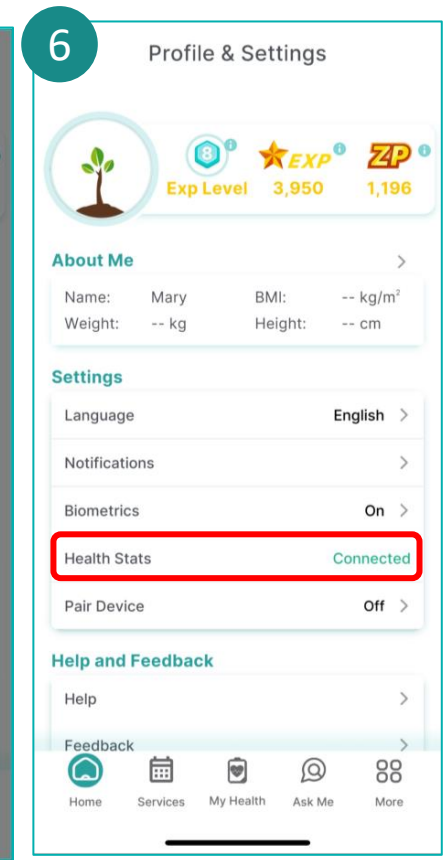 6
Profile & Settings
8
EXP
ZP
Exp Level 3,950 1,196
About Me
Name: Mary BMI: -- kg/m²
Weight: -- kg Height: -- cm
Settings
Language English
Notifications
Biometrics On
Health Stats Connected
Pair Device Off
Help and Feedback
Help
Feedback
Home Services My Health Ask Me More